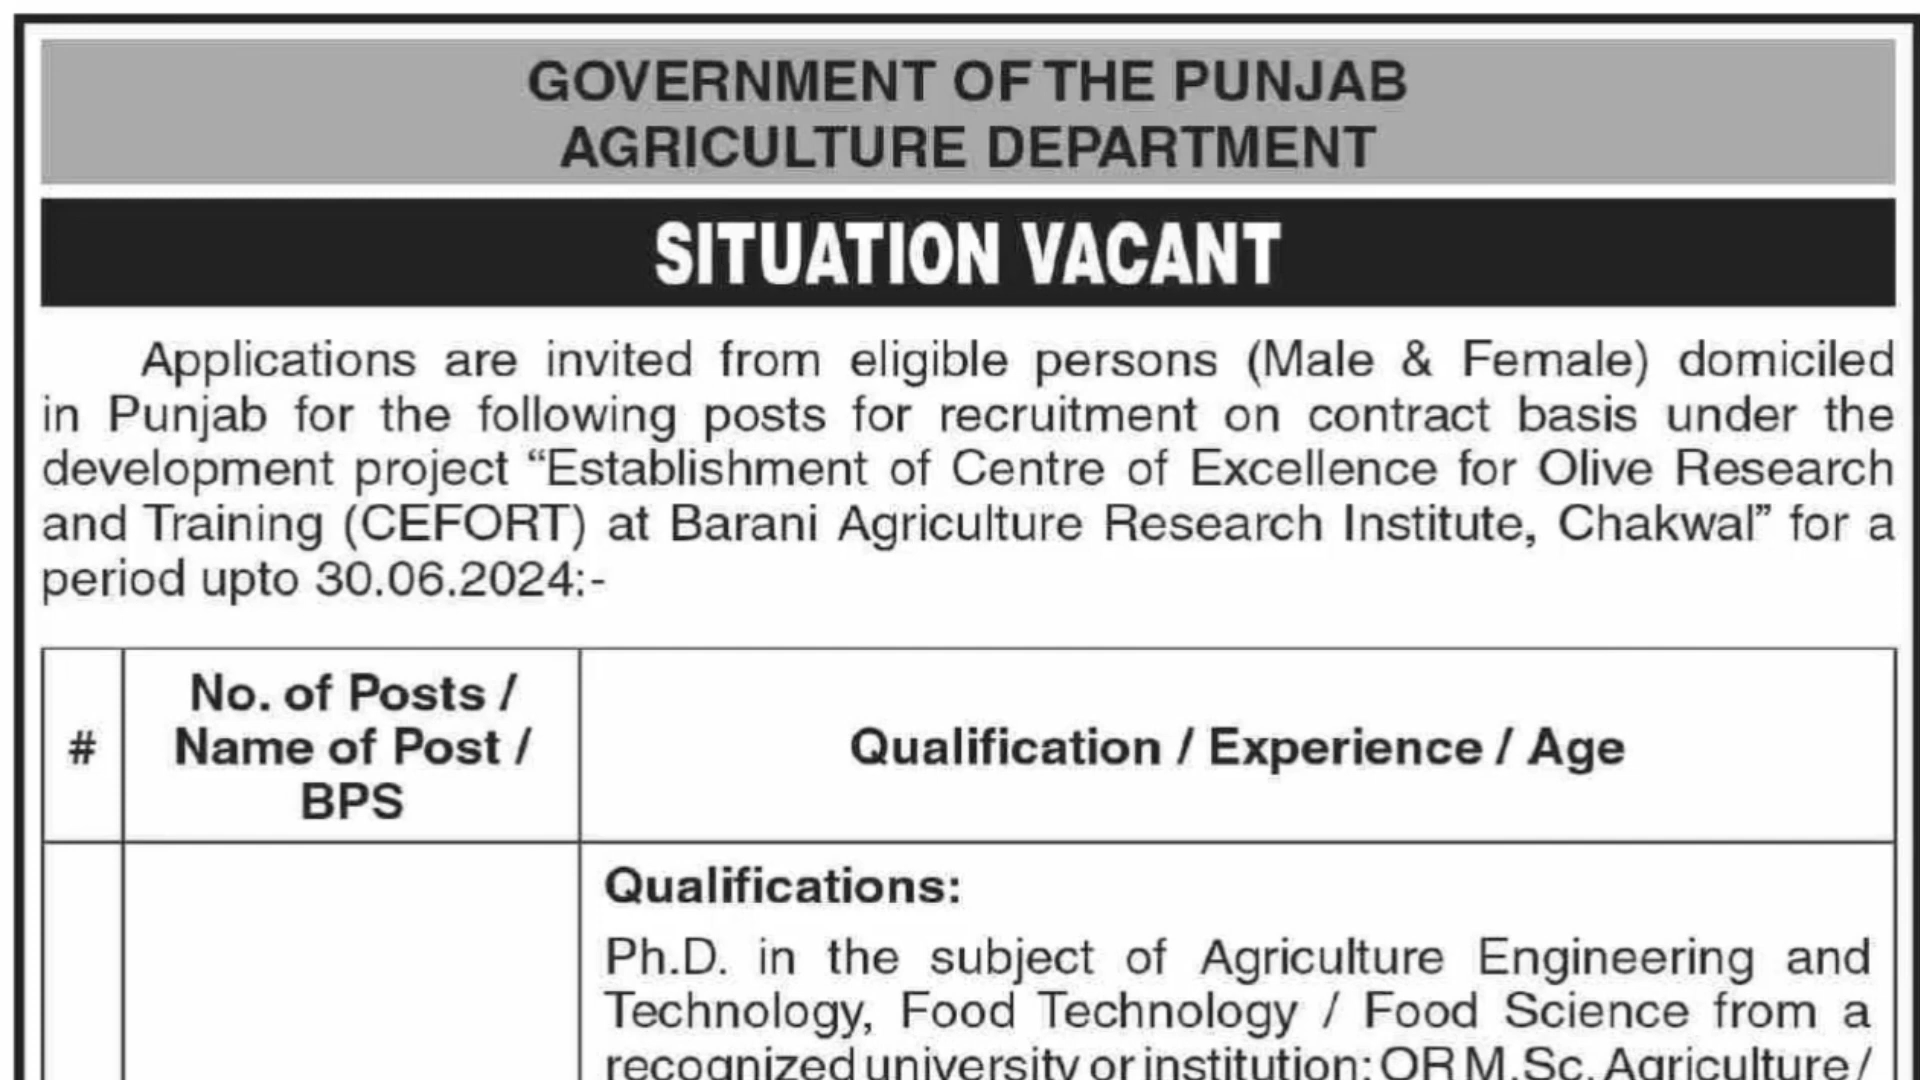 GOVERNMENT OF THE PUNJAB
AGRICULTURE DEPARTMENT
SITUATION VACANT
Applications are invited from eligible persons (Male & Female) domiciled
in Punjab for the following posts for recruitment on contract basis under the
development project “Establishment of Centre of Excellence for Olive Research
and Training (CEFORT) at Barani Agriculture Research Institute, Chakwal” for a
period upto 30.06.2024:-
#
No. of Posts /
Name of Post /
BPS
Qualification / Experience / Age
Qualifications:
Ph.D. in the subject of Agriculture Engineering and
Technology, Food Technology / Food Science from a
recognized university or institution; OR M.Sc. Agriculture /